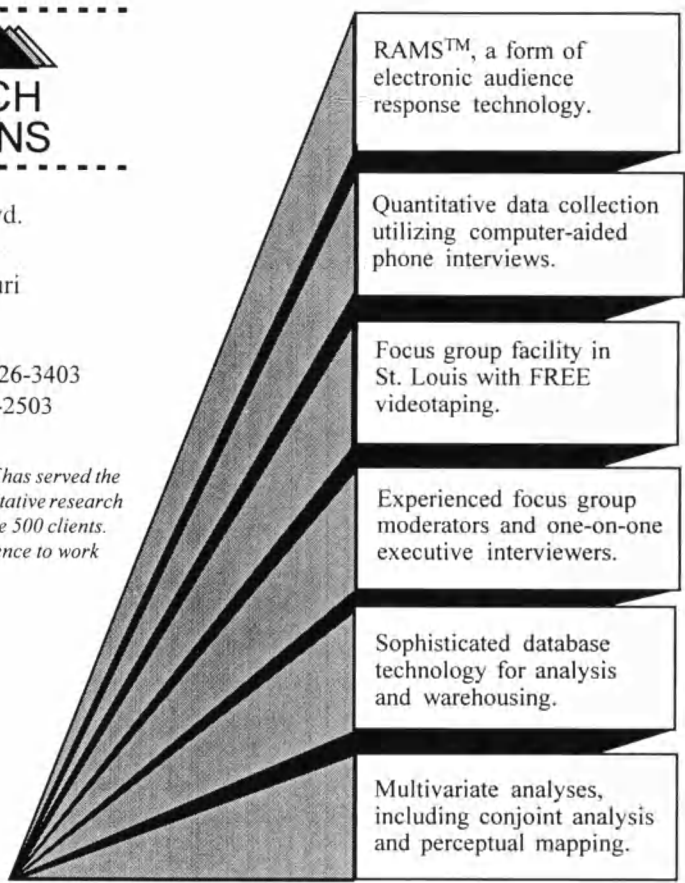 CH
NS
vd.
uri
26-3403
-2503
has served the
tative research
e 500 clients.
ence to work
RAMS™, a form of
electronic audience
response technology.
Quantitative data collection
utilizing computer-aided
phone interviews.
Focus group facility in
St. Louis with FREE
videotaping.
Experienced focus group
moderators and one-on-one
executive interviewers.
Sophisticated database
technology for analysis
and warehousing.
Multivariate analyses,
including conjoint analysis
and perceptual mapping.